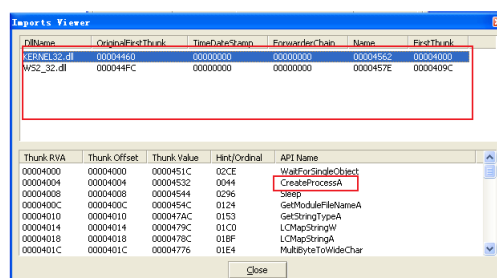 Imports Viewer
DllName OriginalFirstThunk TimeDateStamp ForwarderChain Name FirstThunk
KERNEL32.dll 00004460 00000000 00000000 00004562 00004000
WS2_32.dll 000044FC 00000000 00000000 0000457E 0000409C
Thunk RVA Thunk Offset Thunk Value Hint/Ordinal API Name
00004000 00004000 0000451C 02CE WaitForSingleObject
00004004 00004004 00004532 0044 CreateProcessA
00004008 00004008 00004544 0296 Sleep
0000400C 0000400C 0000454C 0124 GetModuleFileNameA
00004010 00004010 000047AC 0153 GetStringTypeA
00004014 00004014 0000479C 01C0 LCMapStringW
00004018 00004018 0000478C 01BF LCMapStringA
0000401C 0000401C 00004776 01E4 MultiByteToWideChar
Close